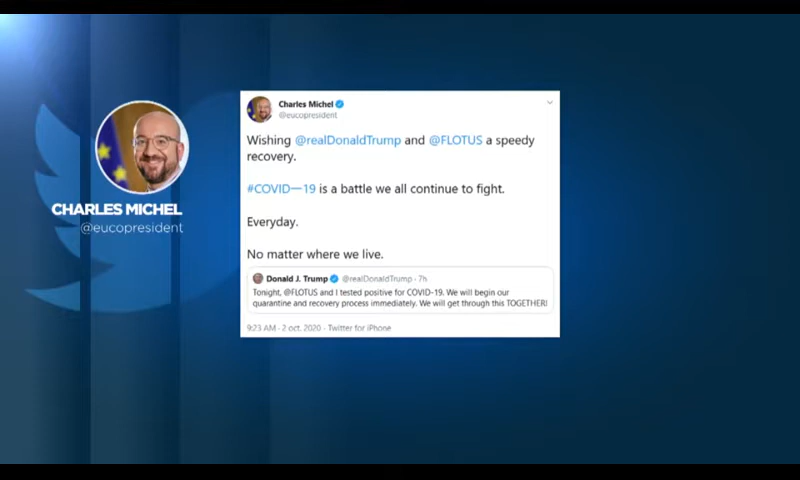 CHARLES MICHEL
@eucopresident
Charles Michel
@eucopresident
Wishing @realDonaldTrump and @FLOTUS a speedy
recovery.
#COVID—19 is a battle we all continue to fight.
Everyday.
No matter where we live.
Donald J. Trump @realDonaldTrump · 7h
Tonight, @FLOTUS and I tested positive for COVID-19. We will begin our
quarantine and recovery process immediately. We will get through this TOGETHER!
9:23 AM · 2 oct. 2020 · Twitter for iPhone